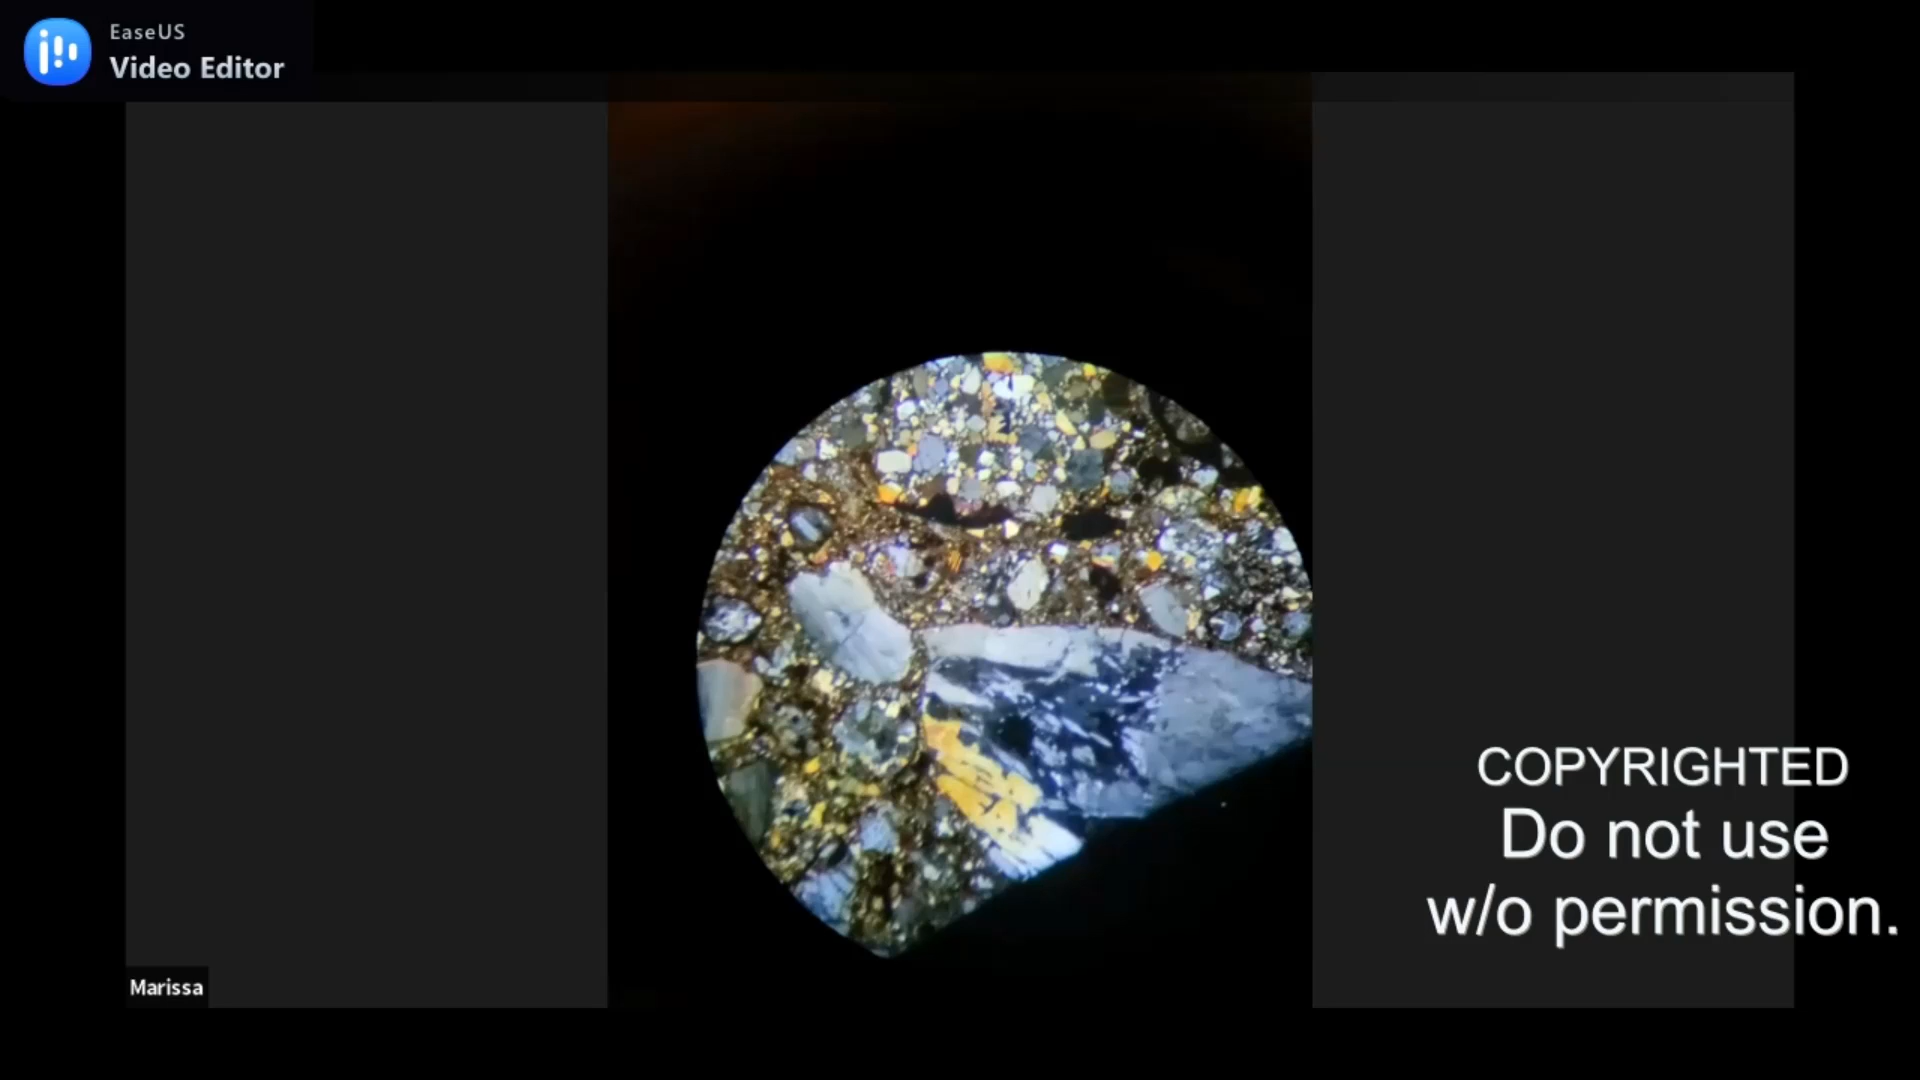 EaseUS
Video Editor
COPYRIGHTED
Do not use
w/o permission.
Marissa